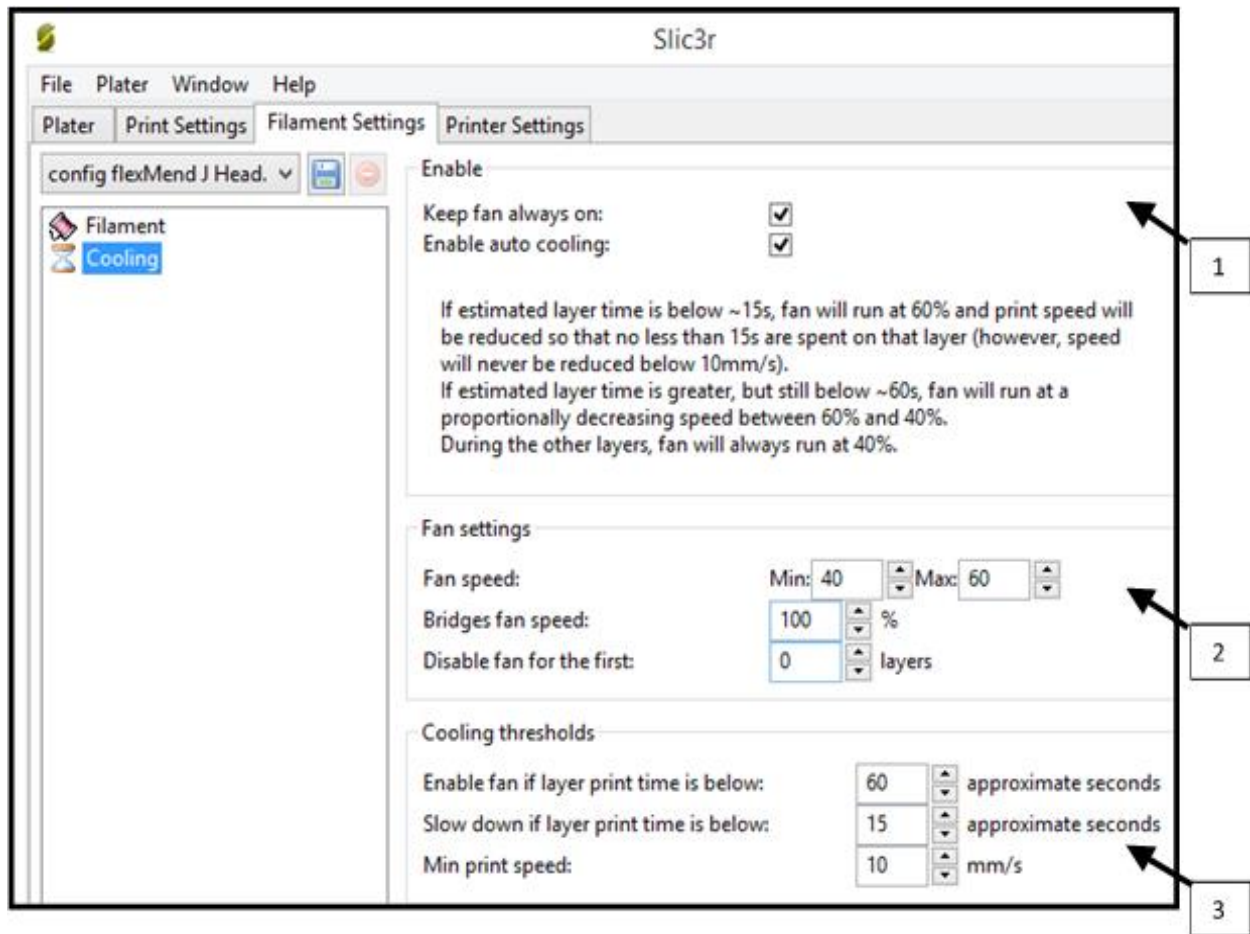 Slic3r
File Plater Window Help
Plater Print Settings Filament Settings Printer Settings
config flexMend J Head.
Filament
Cooling
Enable
Keep fan always on:
Enable auto cooling:
1
If estimated layer time is below ~15s, fan will run at 60% and print speed will
be reduced so that no less than 15s are spent on that layer (however, speed
will never be reduced below 10mm/s).
If estimated layer time is greater, but still below ~60s, fan will run at a
proportionally decreasing speed between 60% and 40%.
During the other layers, fan will always run at 40%.
Fan settings
Fan speed: Min: 40 Max: 60
Bridges fan speed: 100 %
Disable fan for the first: 0 layers
2
Cooling thresholds
Enable fan if layer print time is below: 60 approximate seconds
Slow down if layer print time is below: 15 approximate seconds
Min print speed: 10 mm/s
3